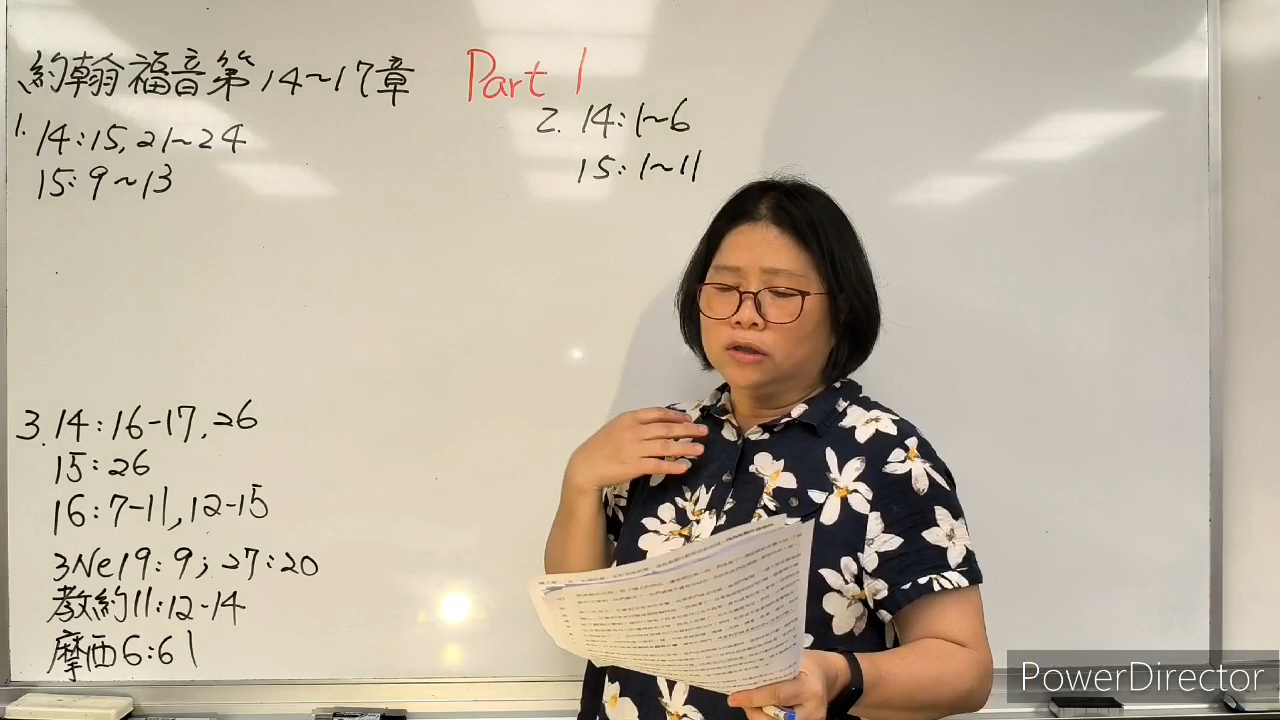 約翰福音第14~17章 Part 1
1. 14:15,21~24
15:9~13
2. 14:1~6
15:1~11
3. 14:16-17,26
15:26
16:7-11,12-15
3Ne19:9;27:20
教約11:12-14
摩西6:61
PowerDirector